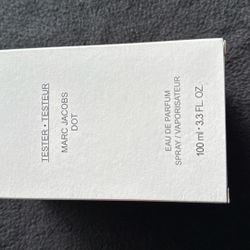 TESTER • TESTEUR
MARC JACOBS
DOT
EAU DE PARFUM
SPRAY / VAPORISATEUR
100 ml • 3.3 FL. OZ.